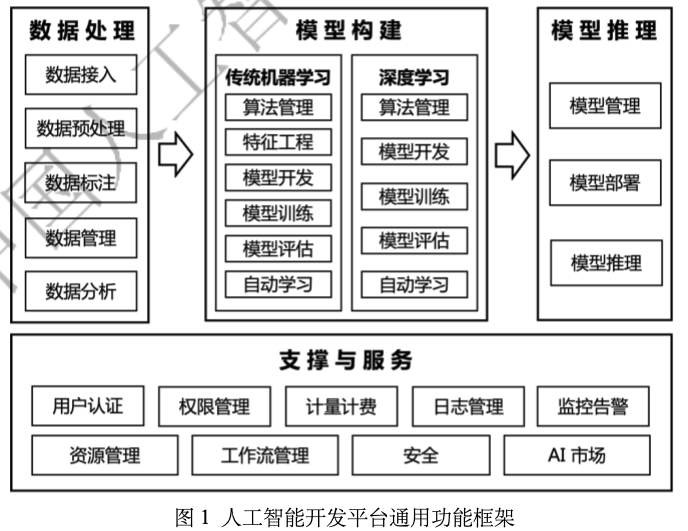 数据处理
数据接入
数据预处理
数据标注
数据管理
数据分析
模型构建
传统机器学习
算法管理
特征工程
模型开发
模型训练
模型评估
自动学习
深度学习
算法管理
模型开发
模型训练
模型评估
自动学习
模型推理
模型管理
模型部署
模型推理
支撑与服务
用户认证 权限管理 计量计费 日志管理 监控告警
资源管理 工作流管理 安全 AI 市场
图 1 人工智能开发平台通用功能框架
中国人工智